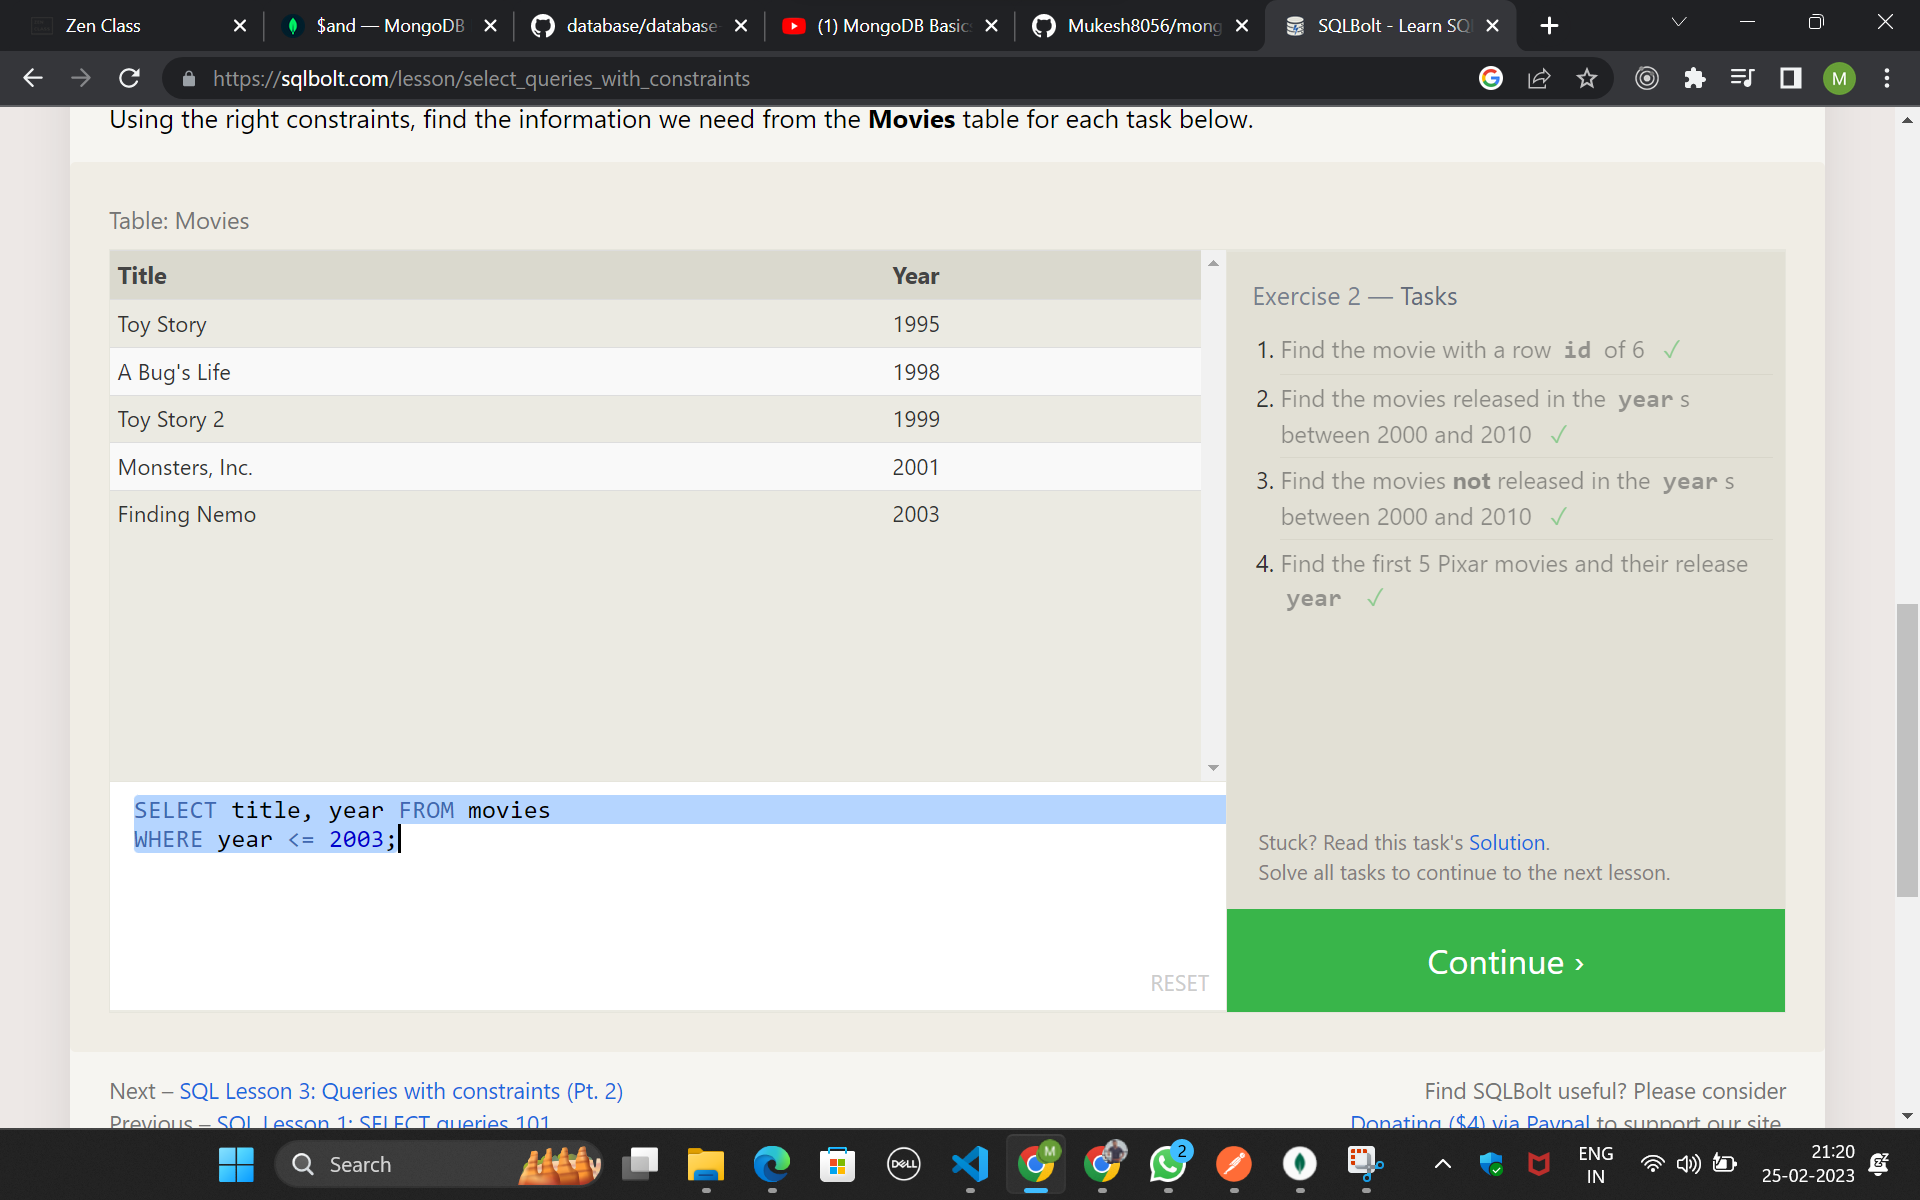 Zen Class
$and — MongoDB
database/database-
(1) MongoDB Basic
Mukesh8056/mong
SQLBolt - Learn SQ
https://sqlbolt.com/lesson/select_queries_with_constraints
M
Using the right constraints, find the information we need from the Movies table for each task below.
Table: Movies
Title Year
Toy Story 1995
A Bug's Life 1998
Toy Story 2 1999
Monsters, Inc. 2001
Finding Nemo 2003
Exercise 2 — Tasks
1. Find the movie with a row id of 6 ✓
2. Find the movies released in the year s
between 2000 and 2010 ✓
3. Find the movies not released in the year s
between 2000 and 2010 ✓
4. Find the first 5 Pixar movies and their release
year ✓
SELECT title, year FROM movies
WHERE year <= 2003;
RESET
Stuck? Read this task's Solution.
Solve all tasks to continue to the next lesson.
Continue ›
Next – SQL Lesson 3: Queries with constraints (Pt. 2)
Previous – SQL Lesson 1: SELECT queries 101
Find SQLBolt useful? Please consider
Donating ($4) via Paypal to support our site.
Search
DELL
M
2
ENG
IN
21:20
25-02-2023